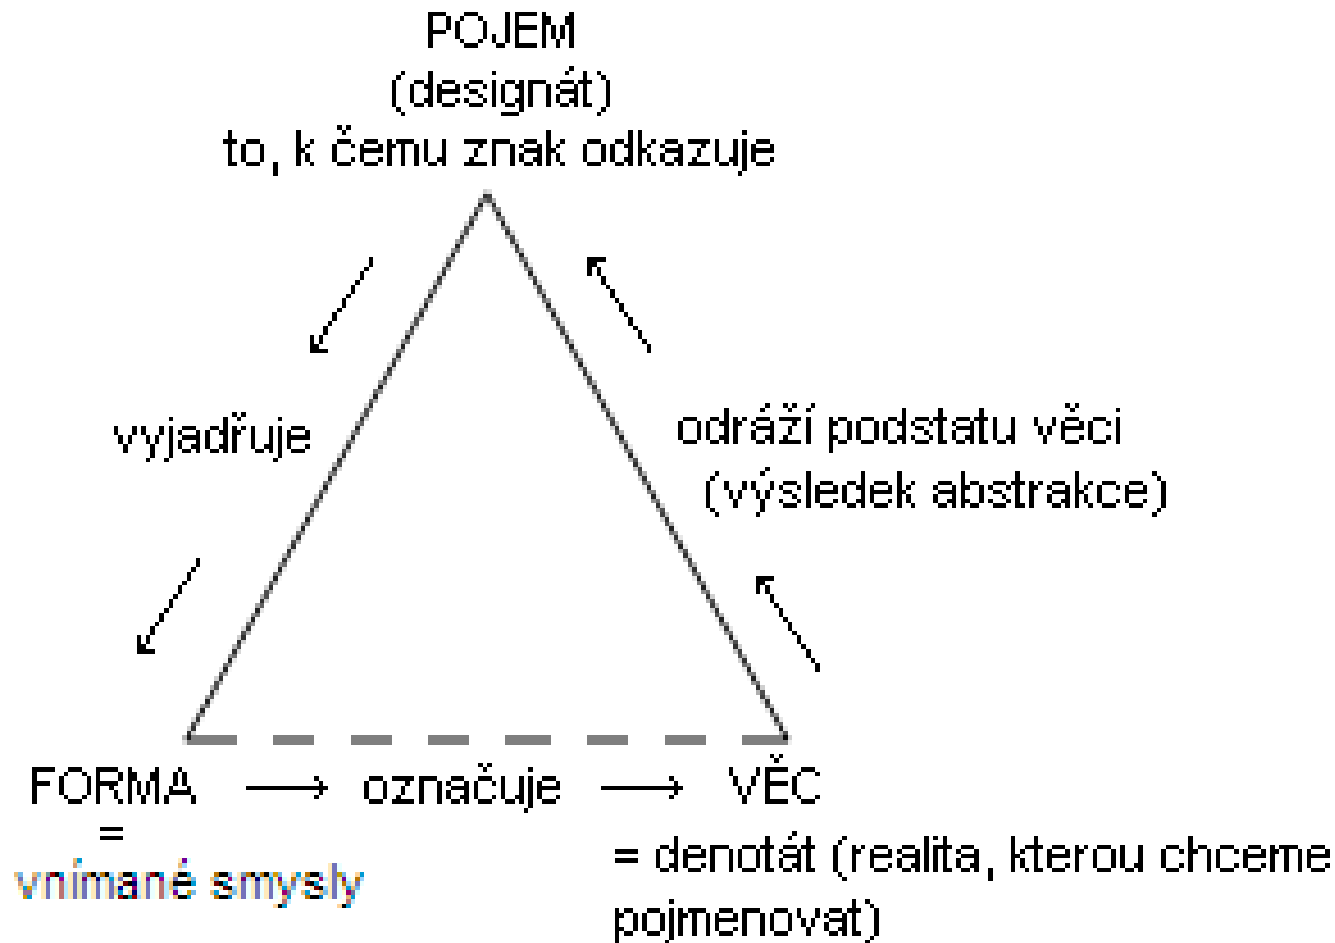 POJEM
(designát)
to, k čemu znak odkazuje
vyjadřuje
odráží podstatu věci
(výsledek abstrakce)
FORMA → označuje → VĚC
=
vnímané smysly
= denotát (realita, kterou chceme
pojmenovat)